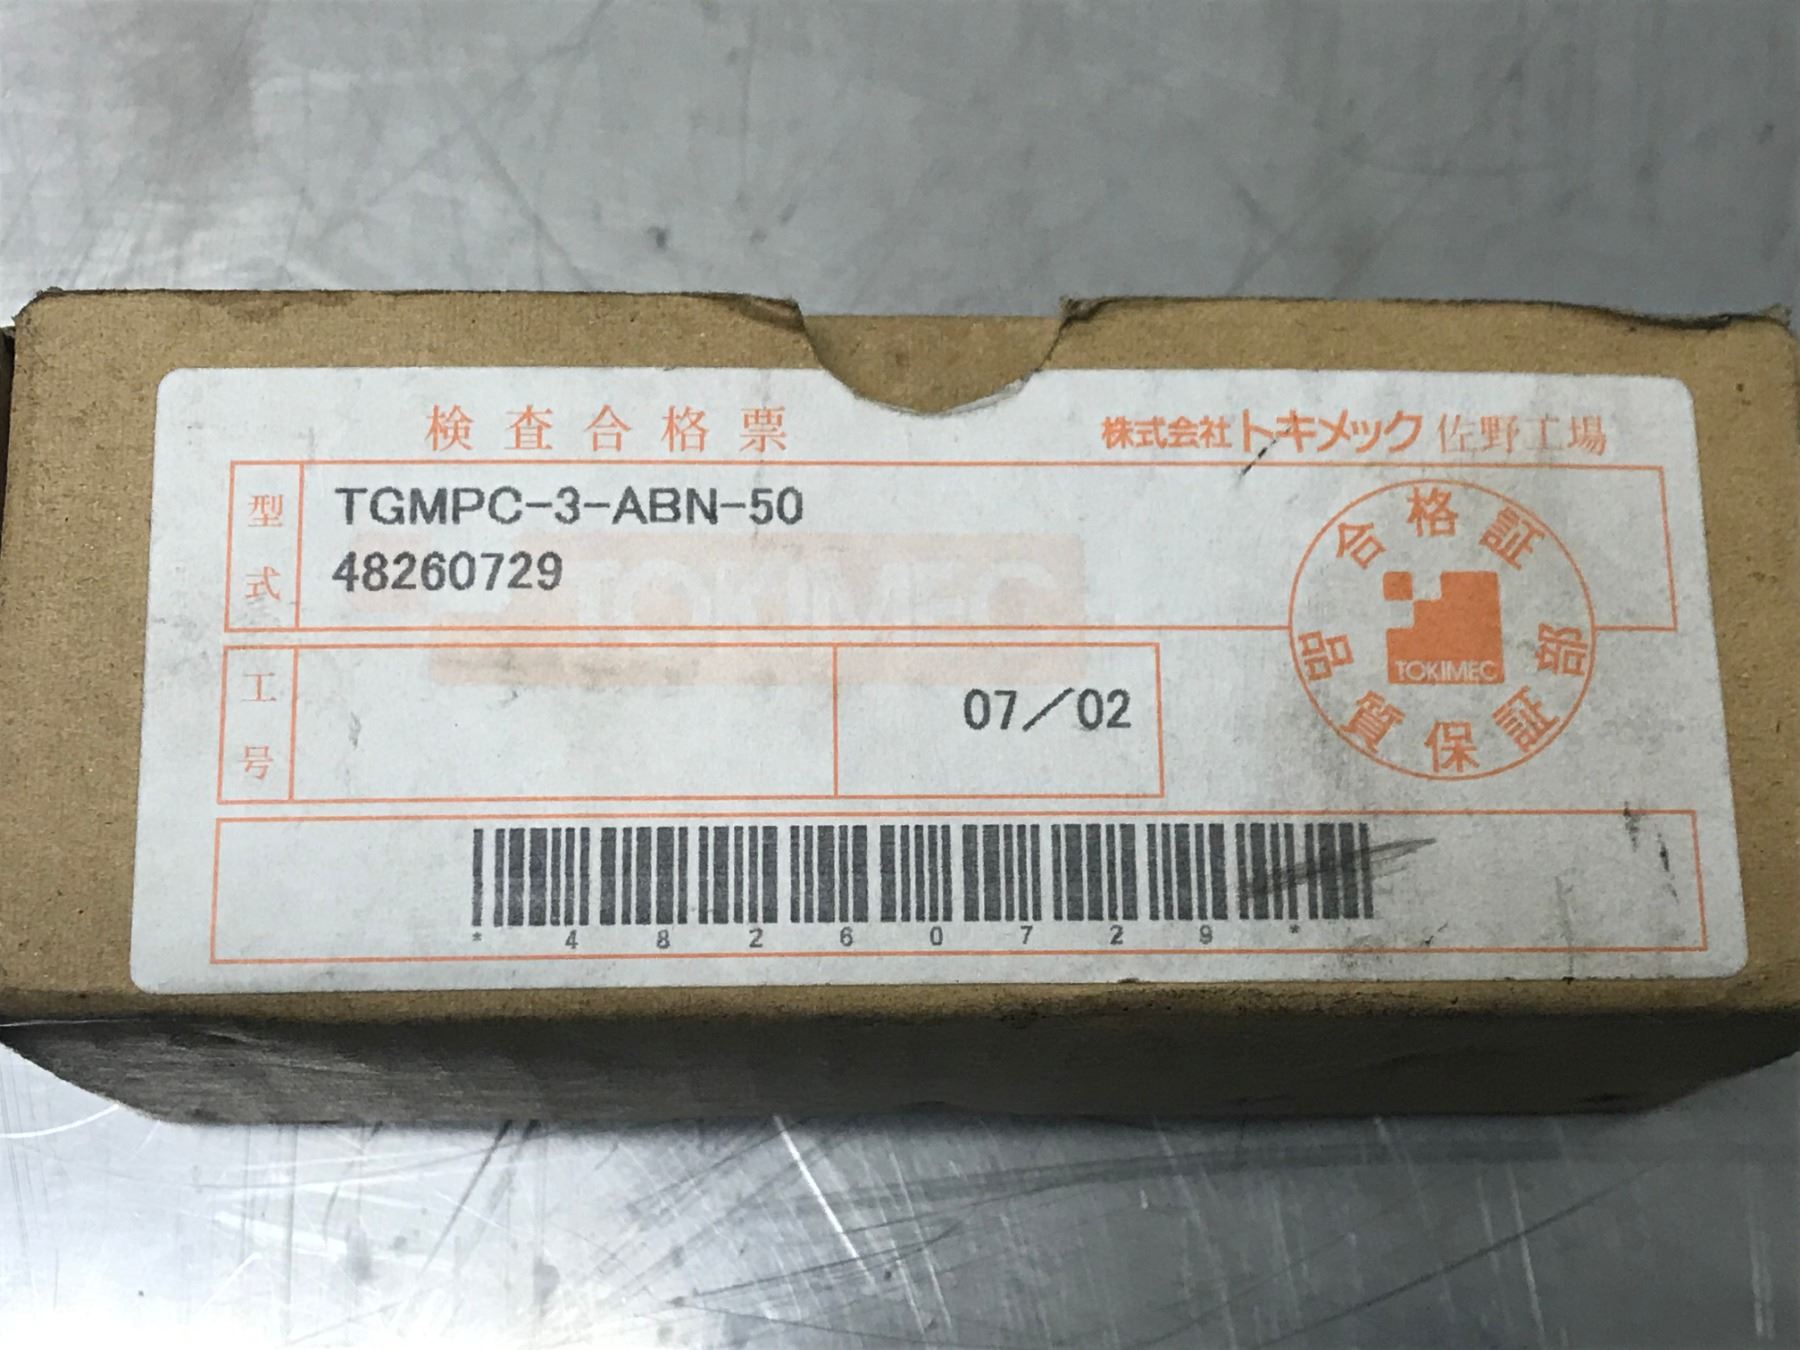 検査合格票
株式会社トキメック 佐野工場
型式
TGMPC-3-ABN-50
48260729
TOKIMEC
合格証
TOKIMEC
品質保証部
工号
07/02
*48260729*